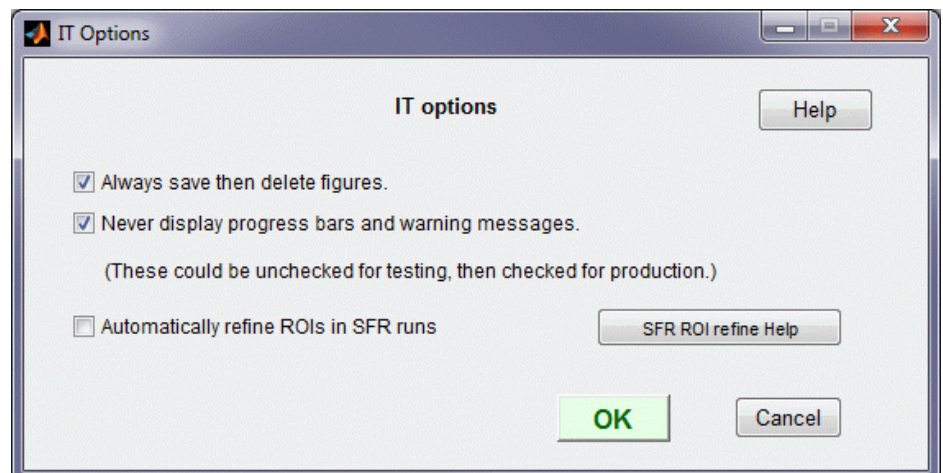 IT Options
IT options
Help
Always save then delete figures.
Never display progress bars and warning messages.
(These could be unchecked for testing, then checked for production.)
Automatically refine ROIs in SFR runs
SFR ROI refine Help
OK
Cancel